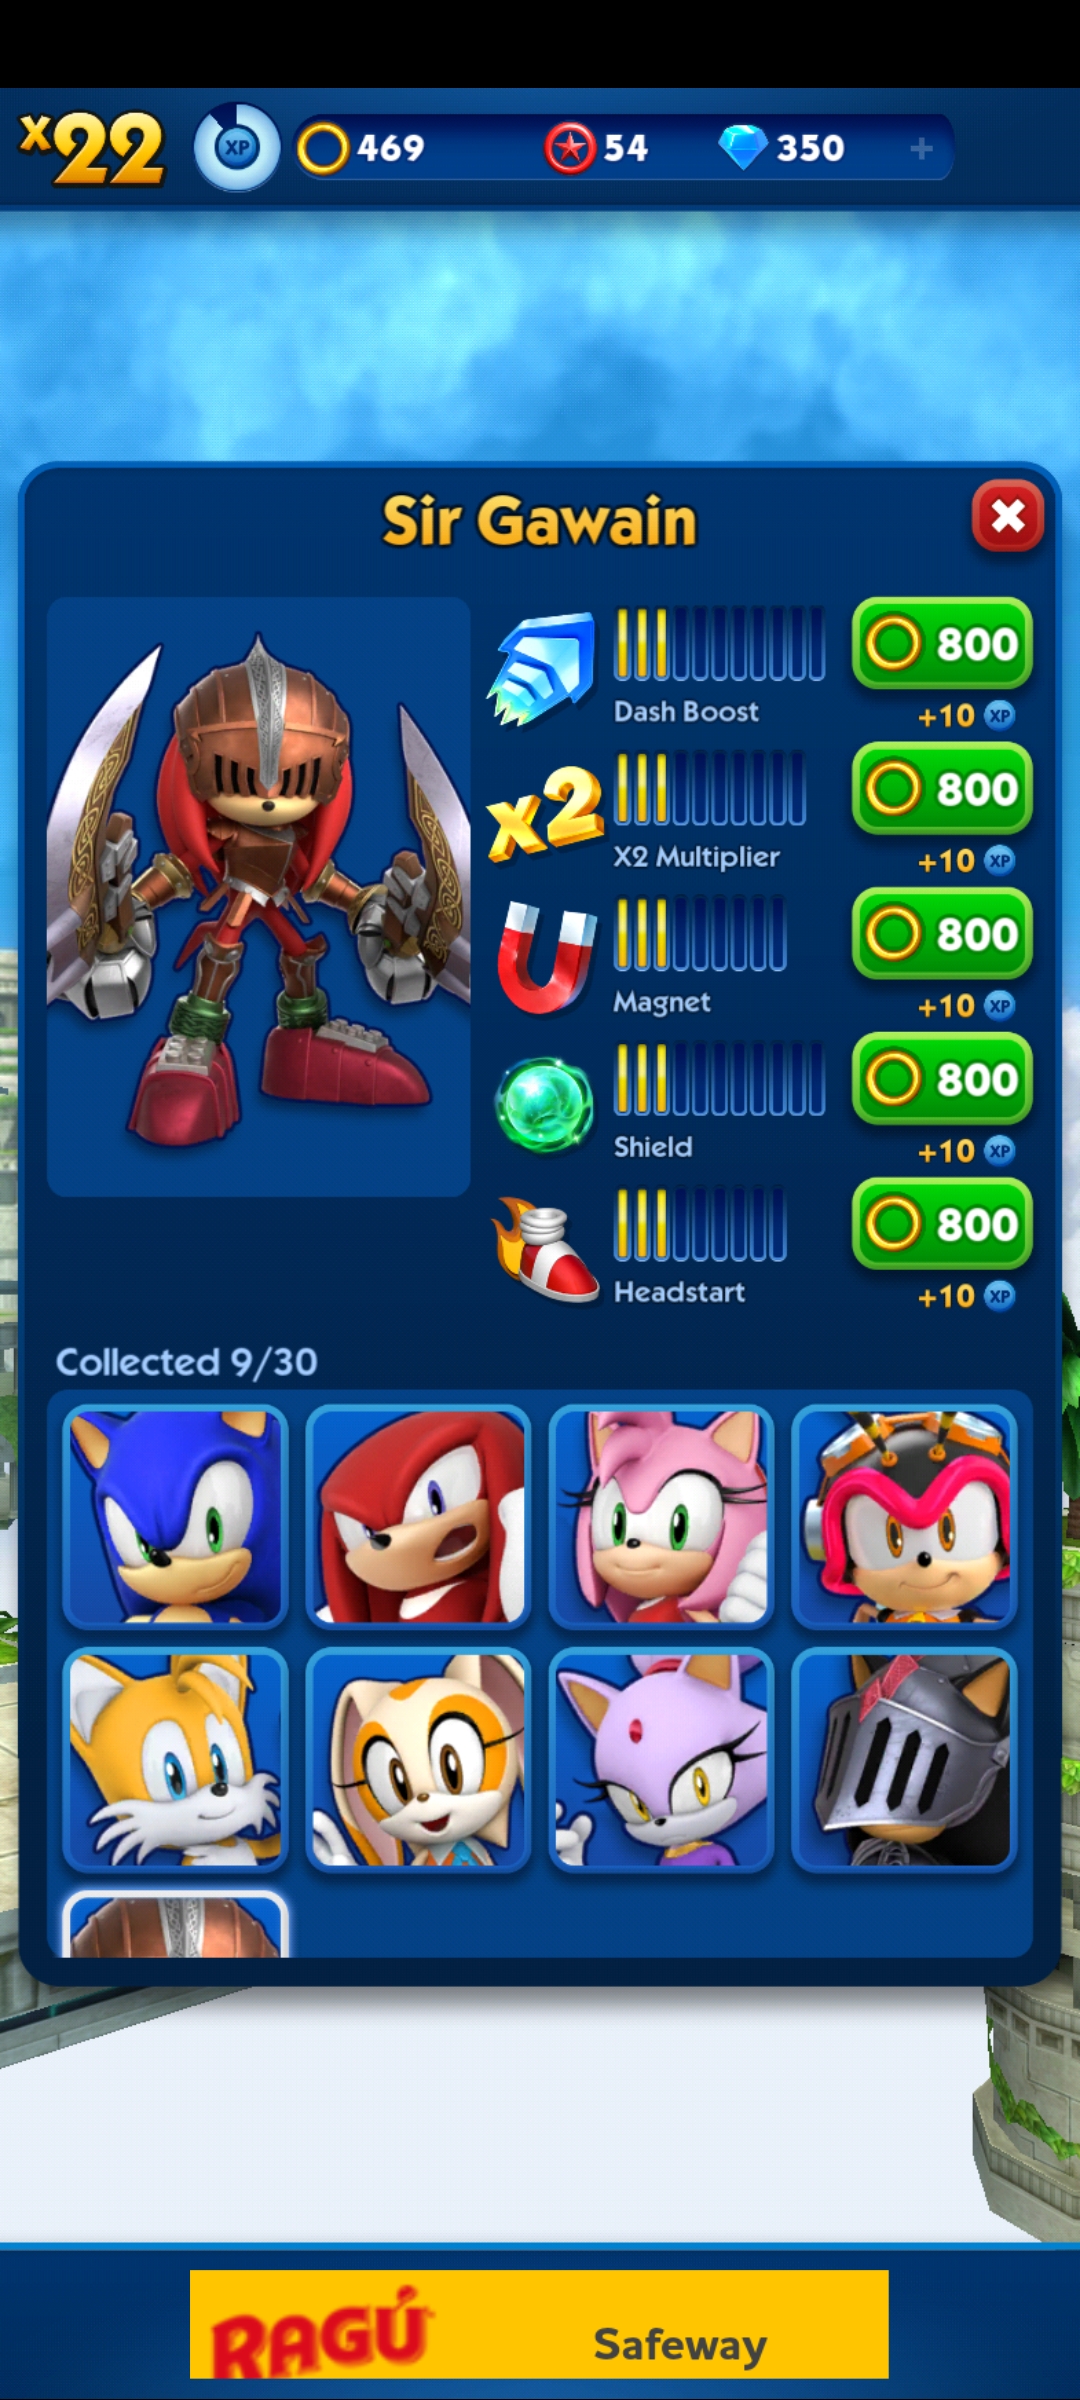 x22 XP 469 54 350 +
Sir Gawain
800
Dash Boost
+10 XP
x2
800
X2 Multiplier
+10 XP
800
Magnet
+10 XP
800
Shield
+10 XP
800
Headstart
+10 XP
Collected 9/30
RAGÚ
Safeway